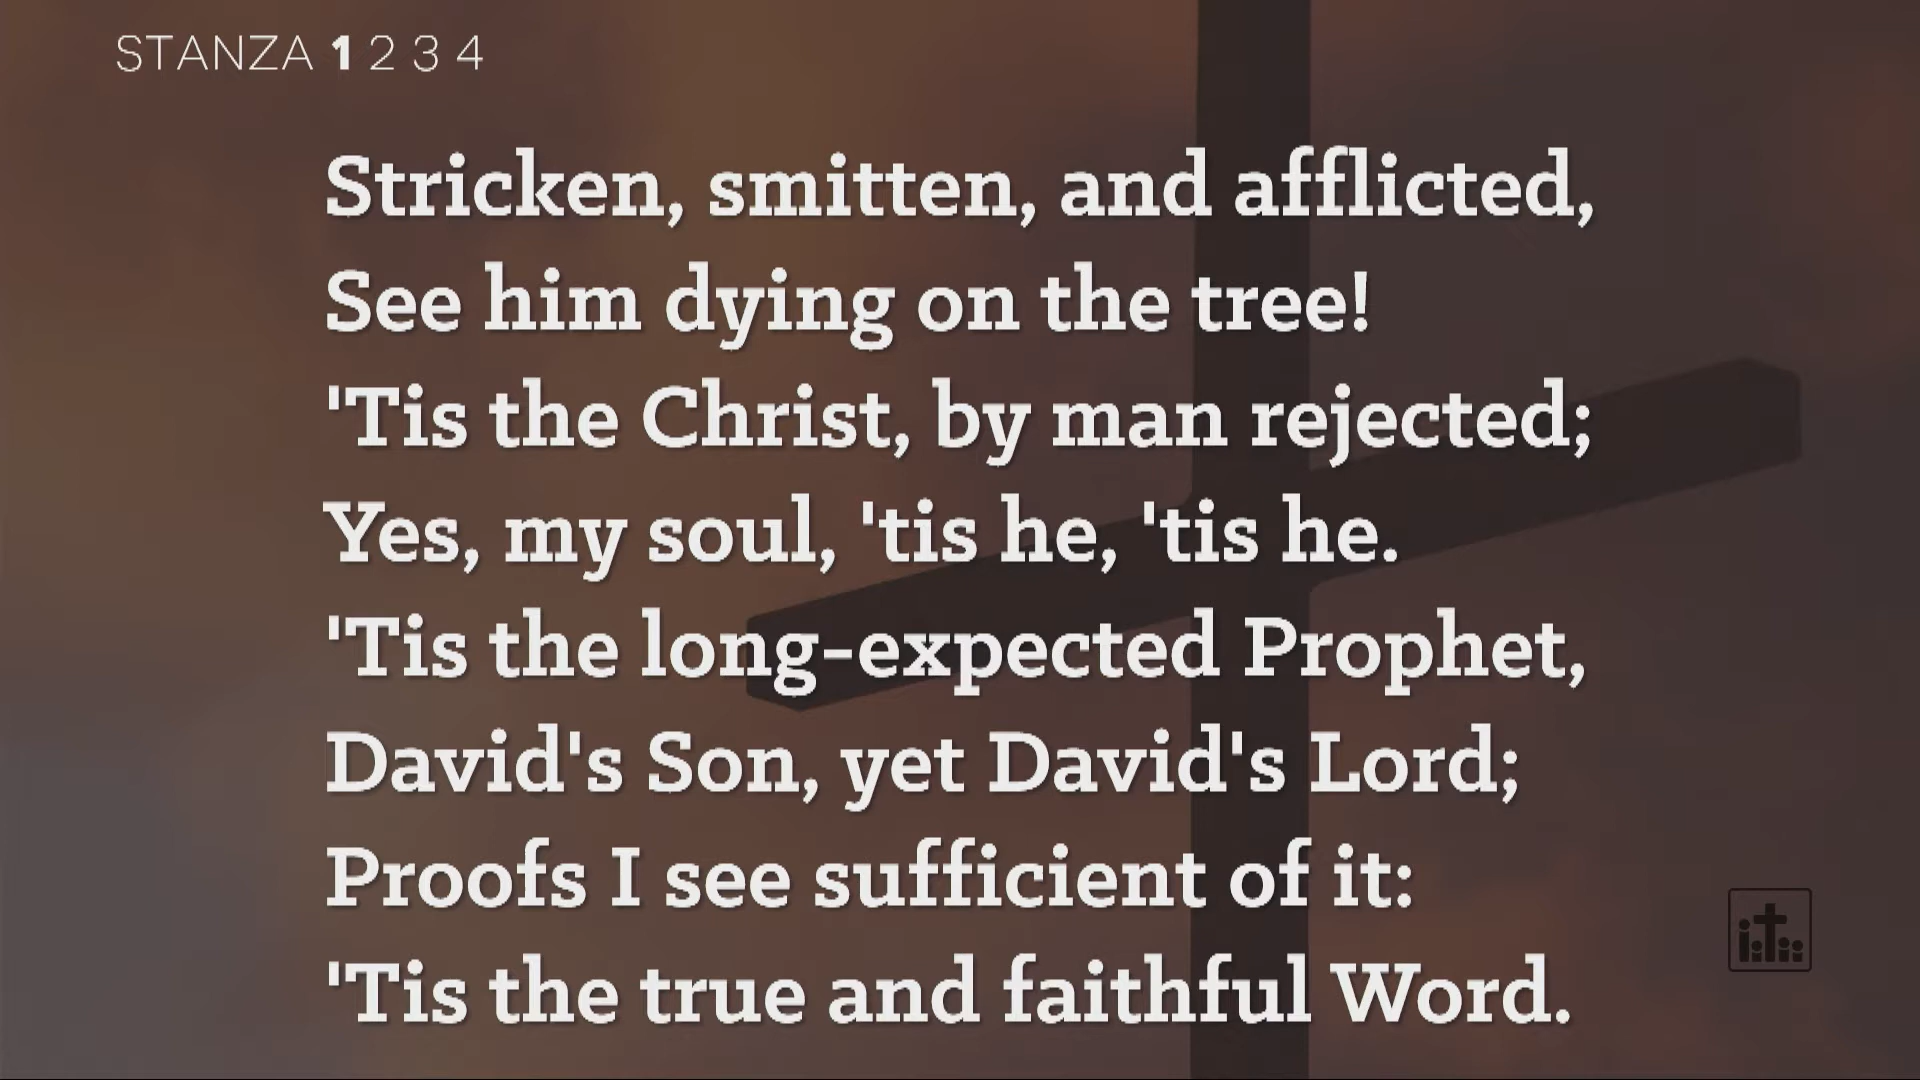 STANZA 1 2 3 4
Stricken, smitten, and afflicted,
See him dying on the tree!
'Tis the Christ, by man rejected;
Yes, my soul, 'tis he, 'tis he.
'Tis the long-expected Prophet,
David's Son, yet David's Lord;
Proofs I see sufficient of it:
'Tis the true and faithful Word.